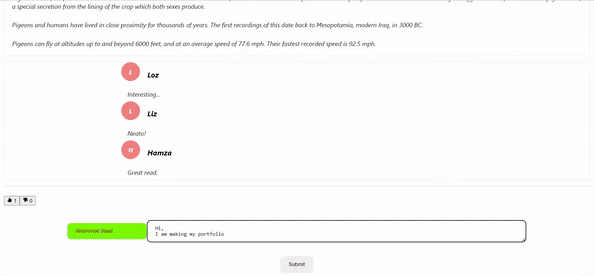 a special secretion from the lining of the crop which both sexes produce.
Pigeons and humans have lived in close proximity for thousands of years. The first recordings of this date back to Mesopotamia, modern Iraq, in 3000 BC.
Pigeons can fly at altitudes up to and beyond 6000 feet, and at an average speed of 77.6 mph. Their fastest recorded speed is 92.5 mph.
L Loz
Interesting...
L Liz
Neato!
H Hamza
Great read.
1 0
Hi,
I am making my portfolio
Submit